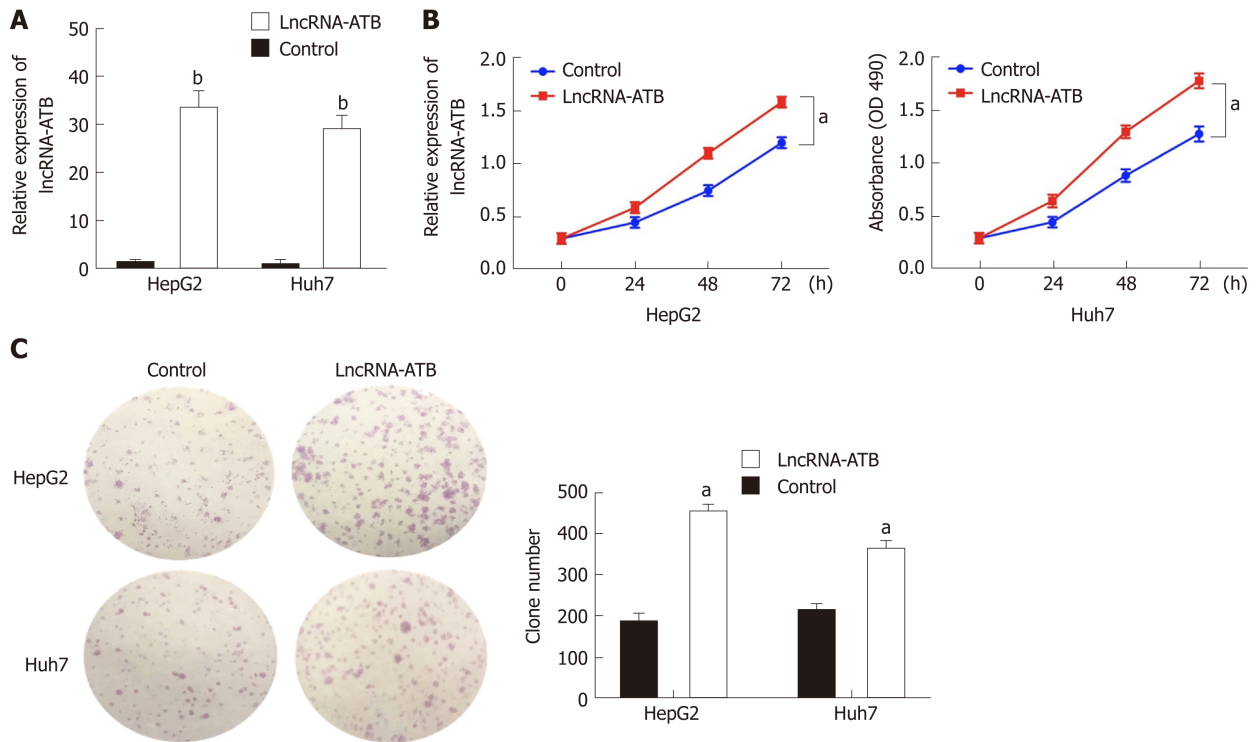 A
Relative expression of
lncRNA-ATB
50
40
30
20
10
0
LncRNA-ATB
Control
b
b
HepG2
Huh7
B
Relative expression of
lncRNA-ATB
2.0
1.5
1.0
0.5
0.0
Control
LncRNA-ATB
a
0 24 48 72 (h)
HepG2
Absorbance (OD 490)
2.0
1.5
1.0
0.5
0.0
Control
LncRNA-ATB
a
0 24 48 72 (h)
Huh7
C
Control LncRNA-ATB
HepG2
Huh7
LncRNA-ATB
Control
Clone number
500
400
300
200
100
0
a
a
HepG2 Huh7